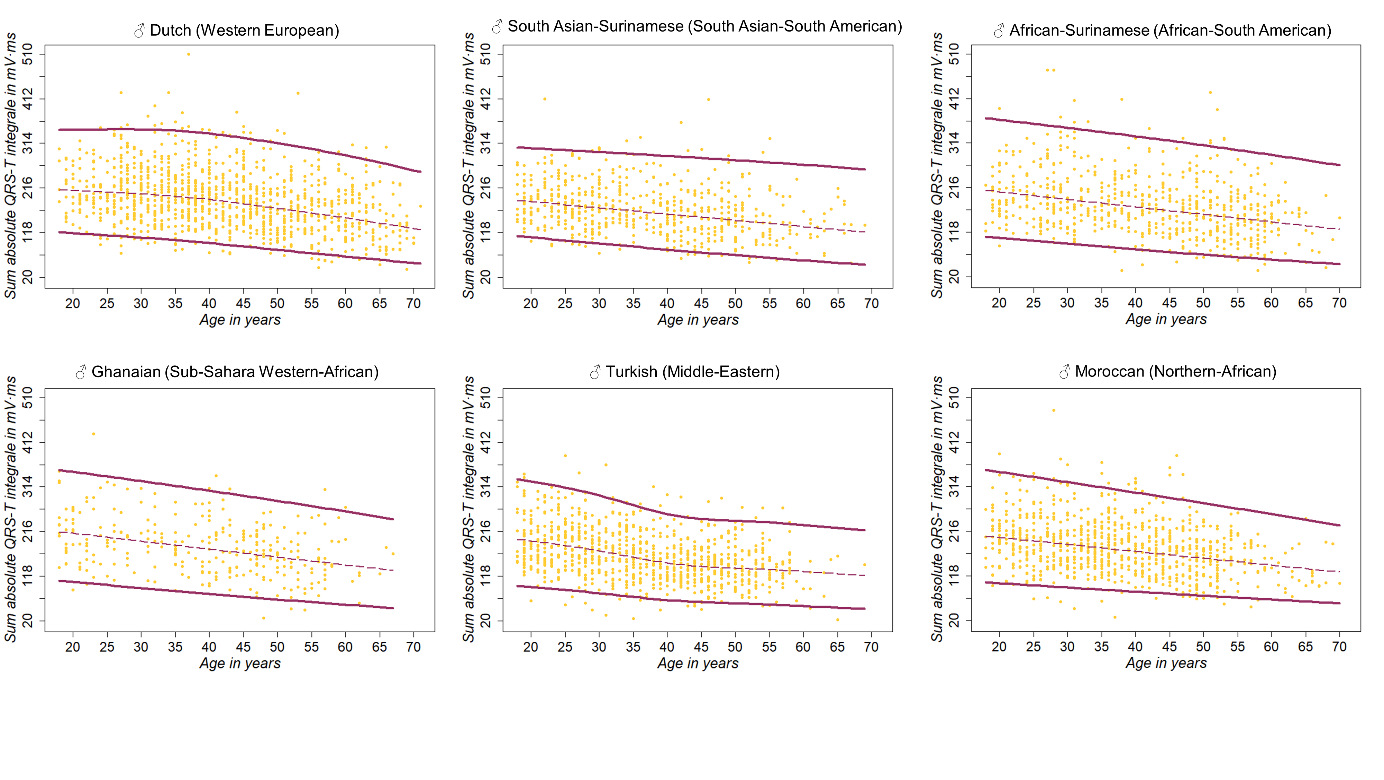 ♂ Dutch (Western European)
♂ South Asian-Surinamese (South Asian-South American)
♂ African-Surinamese (African-South American)
Sum absolute QRS-T integrale in mV·ms
510
412
314
216
118
20
20 25 30 35 40 45 50 55 60 65 70
Age in years
Sum absolute QRS-T integrale in mV·ms
510
412
314
216
118
20
20 25 30 35 40 45 50 55 60 65 70
Age in years
Sum absolute QRS-T integrale in mV·ms
510
412
314
216
118
20
20 25 30 35 40 45 50 55 60 65 70
Age in years
♂ Ghanaian (Sub-Sahara Western-African)
♂ Turkish (Middle-Eastern)
♂ Moroccan (Northern-African)
Sum absolute QRS-T integrale in mV·ms
510
412
314
216
118
20
20 25 30 35 40 45 50 55 60 65 70
Age in years
Sum absolute QRS-T integrale in mV·ms
510
412
314
216
118
20
20 25 30 35 40 45 50 55 60 65 70
Age in years
Sum absolute QRS-T integrale in mV·ms
510
412
314
216
118
20
20 25 30 35 40 45 50 55 60 65 70
Age in years